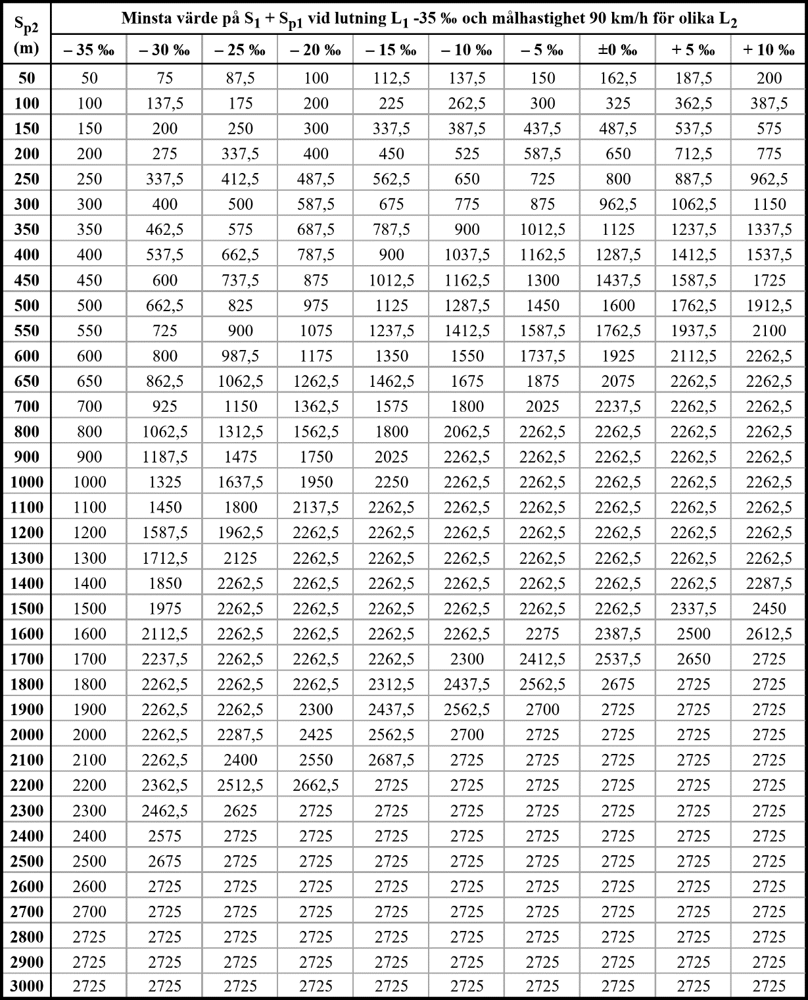 S_p2 (m) Minsta värde på S_1 + S_p1 vid lutning L_1 -35 ‰ och målhastighet 90 km/h för olika L_2
– 35 ‰ – 30 ‰ – 25 ‰ – 20 ‰ – 15 ‰ – 10 ‰ – 5 ‰ ±0 ‰ + 5 ‰ + 10 ‰
50 50 75 87,5 100 112,5 137,5 150 162,5 187,5 200
100 100 137,5 175 200 225 262,5 300 325 362,5 387,5
150 150 200 250 300 337,5 387,5 437,5 487,5 537,5 575
200 200 275 337,5 400 450 525 587,5 650 712,5 775
250 250 337,5 412,5 487,5 562,5 650 725 800 887,5 962,5
300 300 400 500 587,5 675 775 875 962,5 1062,5 1150
350 350 462,5 575 687,5 787,5 900 1012,5 1125 1237,5 1337,5
400 400 537,5 662,5 787,5 900 1037,5 1162,5 1287,5 1412,5 1537,5
450 450 600 737,5 875 1012,5 1162,5 1300 1437,5 1587,5 1725
500 500 662,5 825 975 1125 1287,5 1450 1600 1762,5 1912,5
550 550 725 900 1075 1237,5 1412,5 1587,5 1762,5 1937,5 2100
600 600 800 987,5 1175 1350 1550 1737,5 1925 2112,5 2262,5
650 650 862,5 1062,5 1262,5 1462,5 1675 1875 2075 2262,5 2262,5
700 700 925 1150 1362,5 1575 1800 2025 2237,5 2262,5 2262,5
800 800 1062,5 1312,5 1562,5 1800 2062,5 2262,5 2262,5 2262,5 2262,5
900 900 1187,5 1475 1750 2025 2262,5 2262,5 2262,5 2262,5 2262,5
1000 1000 1325 1637,5 1950 2250 2262,5 2262,5 2262,5 2262,5 2262,5
1100 1100 1450 1800 2137,5 2262,5 2262,5 2262,5 2262,5 2262,5 2262,5
1200 1200 1587,5 1962,5 2262,5 2262,5 2262,5 2262,5 2262,5 2262,5 2262,5
1300 1300 1712,5 2125 2262,5 2262,5 2262,5 2262,5 2262,5 2262,5 2262,5
1400 1400 1850 2262,5 2262,5 2262,5 2262,5 2262,5 2262,5 2262,5 2287,5
1500 1500 1975 2262,5 2262,5 2262,5 2262,5 2262,5 2262,5 2337,5 2450
1600 1600 2112,5 2262,5 2262,5 2262,5 2262,5 2275 2387,5 2500 2612,5
1700 1700 2237,5 2262,5 2262,5 2262,5 2300 2412,5 2537,5 2650 2725
1800 1800 2262,5 2262,5 2262,5 2312,5 2437,5 2562,5 2675 2725 2725
1900 1900 2262,5 2262,5 2300 2437,5 2562,5 2700 2725 2725 2725
2000 2000 2262,5 2287,5 2425 2562,5 2700 2725 2725 2725 2725
2100 2100 2262,5 2400 2550 2687,5 2725 2725 2725 2725 2725
2200 2200 2362,5 2512,5 2662,5 2725 2725 2725 2725 2725 2725
2300 2300 2462,5 2625 2725 2725 2725 2725 2725 2725 2725
2400 2400 2575 2725 2725 2725 2725 2725 2725 2725 2725
2500 2500 2675 2725 2725 2725 2725 2725 2725 2725 2725
2600 2600 2725 2725 2725 2725 2725 2725 2725 2725 2725
2700 2700 2725 2725 2725 2725 2725 2725 2725 2725 2725
2800 2725 2725 2725 2725 2725 2725 2725 2725 2725 2725
2900 2725 2725 2725 2725 2725 2725 2725 2725 2725 2725
3000 2725 2725 2725 2725 2725 2725 2725 2725 2725 2725